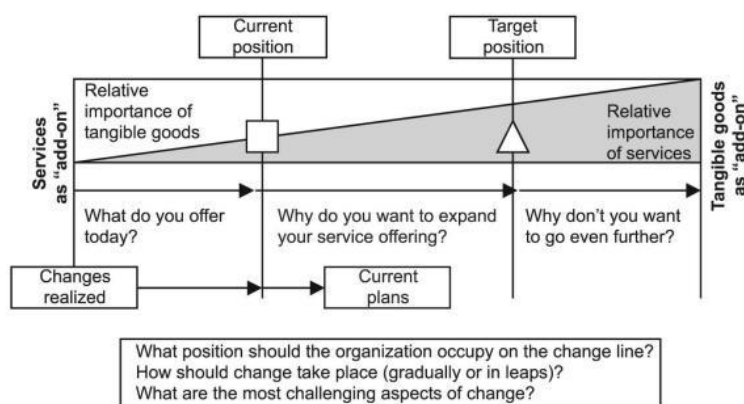 Current
position
Target
position
Services
as "add-on"
Relative
importance of
tangible goods
Relative
importance
of services
Tangible goods
as "add-on"
What do you offer
today?
Why do you want to expand
your service offering?
Why don't you want
to go even further?
Changes
realized
Current
plans
What position should the organization occupy on the change line?
How should change take place (gradually or in leaps)?
What are the most challenging aspects of change?